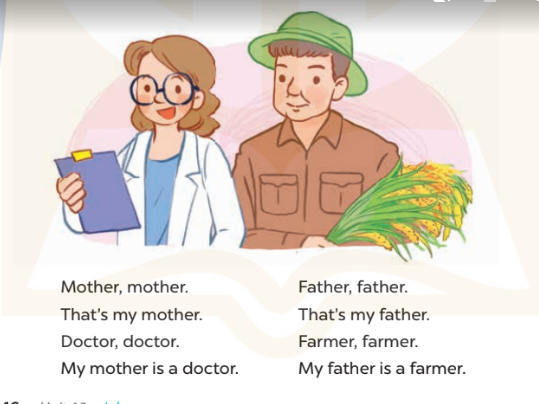 Mother, mother.
That's my mother.
Doctor, doctor.
My mother is a doctor.
Father, father.
That's my father.
Farmer, farmer.
My father is a farmer.